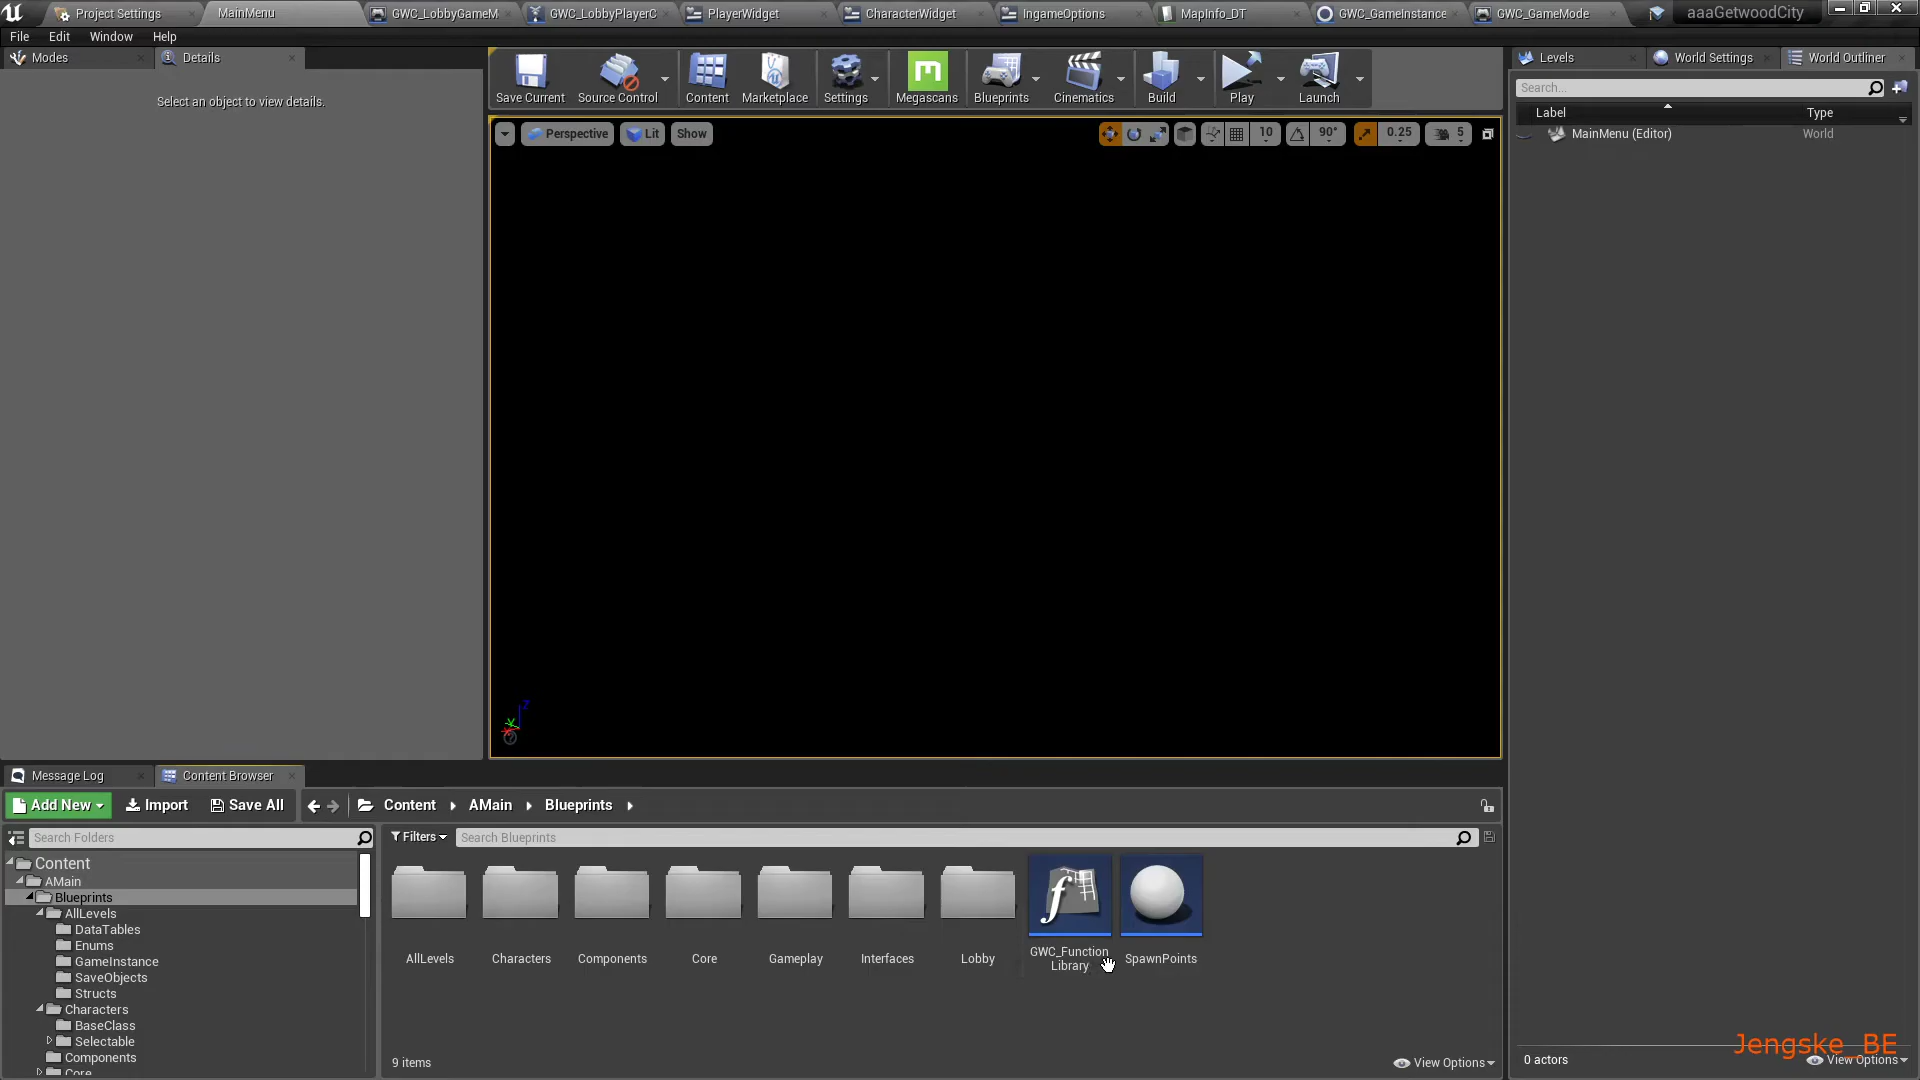 Project Settings
MainMenu
GWC_LobbyGameM
GWC_LobbyPlayerC
PlayerWidget
CharacterWidget
IngameOptions
MapInfo_DT
GWC_GameInstance
GWC_GameMode
aaaGetwoodCity
File
Edit
Window
Help
Modes
Details
Select an object to view details.
Save Current
Source Control
Content
Marketplace
Settings
Megascans
Blueprints
Cinematics
Build
Play
Launch
Perspective
Lit
Show
10
90°
0.25
5
Levels
World Settings
World Outliner
Search...
Label
Type
MainMenu (Editor)
World
Message Log
Content Browser
Add New
Import
Save All
Content
AMain
Blueprints
Search Folders
Filters
Search Blueprints
Content
AMain
Blueprints
AllLevels
DataTables
Enums
GameInstance
SaveObjects
Structs
Characters
BaseClass
Selectable
Components
Core
AllLevels
Characters
Components
Core
Gameplay
Interfaces
Lobby
GWC_Function
Library
SpawnPoints
9 items
View Options
0 actors
View Options
Jengske_BE